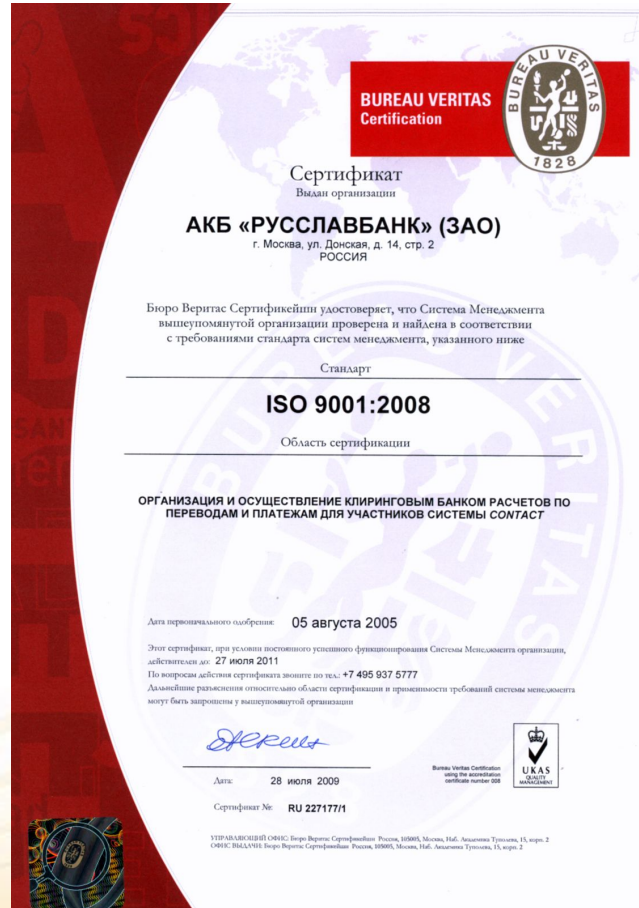 BUREAU VERITAS
Certification
BUREAU VERITAS
1828
Сертификат
Выдан организации
АКБ «РУССЛАВБАНК» (ЗАО)
г. Москва, ул. Донская, д. 14, стр. 2
РОССИЯ
Бюро Веритас Сертификейшн удостоверяет, что Система Менеджмента
вышеупомянутой организации проверена и найдена в соответствии
с требованиями стандарта систем менеджмента, указанного ниже
Стандарт
ISO 9001:2008
Область сертификации
ОРГАНИЗАЦИЯ И ОСУЩЕСТВЛЕНИЕ КЛИРИНГОВЫМ БАНКОМ РАСЧЕТОВ ПО
ПЕРЕВОДАМ И ПЛАТЕЖАМ ДЛЯ УЧАСТНИКОВ СИСТЕМЫ CONTACT
Дата первоначального одобрения: 05 августа 2005
Этот сертификат, при условии постоянного успешного функционирования Системы Менеджмента организации,
действителен до: 27 июля 2011
По вопросам действия сертификата звоните по тел.: +7 495 937 5777
Дальнейшие разъяснения относительно области сертификации и применимости требований системы менеджмента
могут быть запрошены у вышеупомянутой организации
Дата: 28 июля 2009
Сертификат №: RU 227177/1
Bureau Veritas Certification
using the accreditation
certificate number 008
UKAS
QUALITY
MANAGEMENT
УПРАВЛЯЮЩИЙ ОФИС: Бюро Веритас Сертификейшн Россия, 105005, Москва, Наб. Академика Туполева, 15, корп. 2
ОФИС ВЫДАЧИ: Бюро Веритас Сертификейшн Россия, 105005, Москва, Наб. Академика Туполева, 15, корп. 2